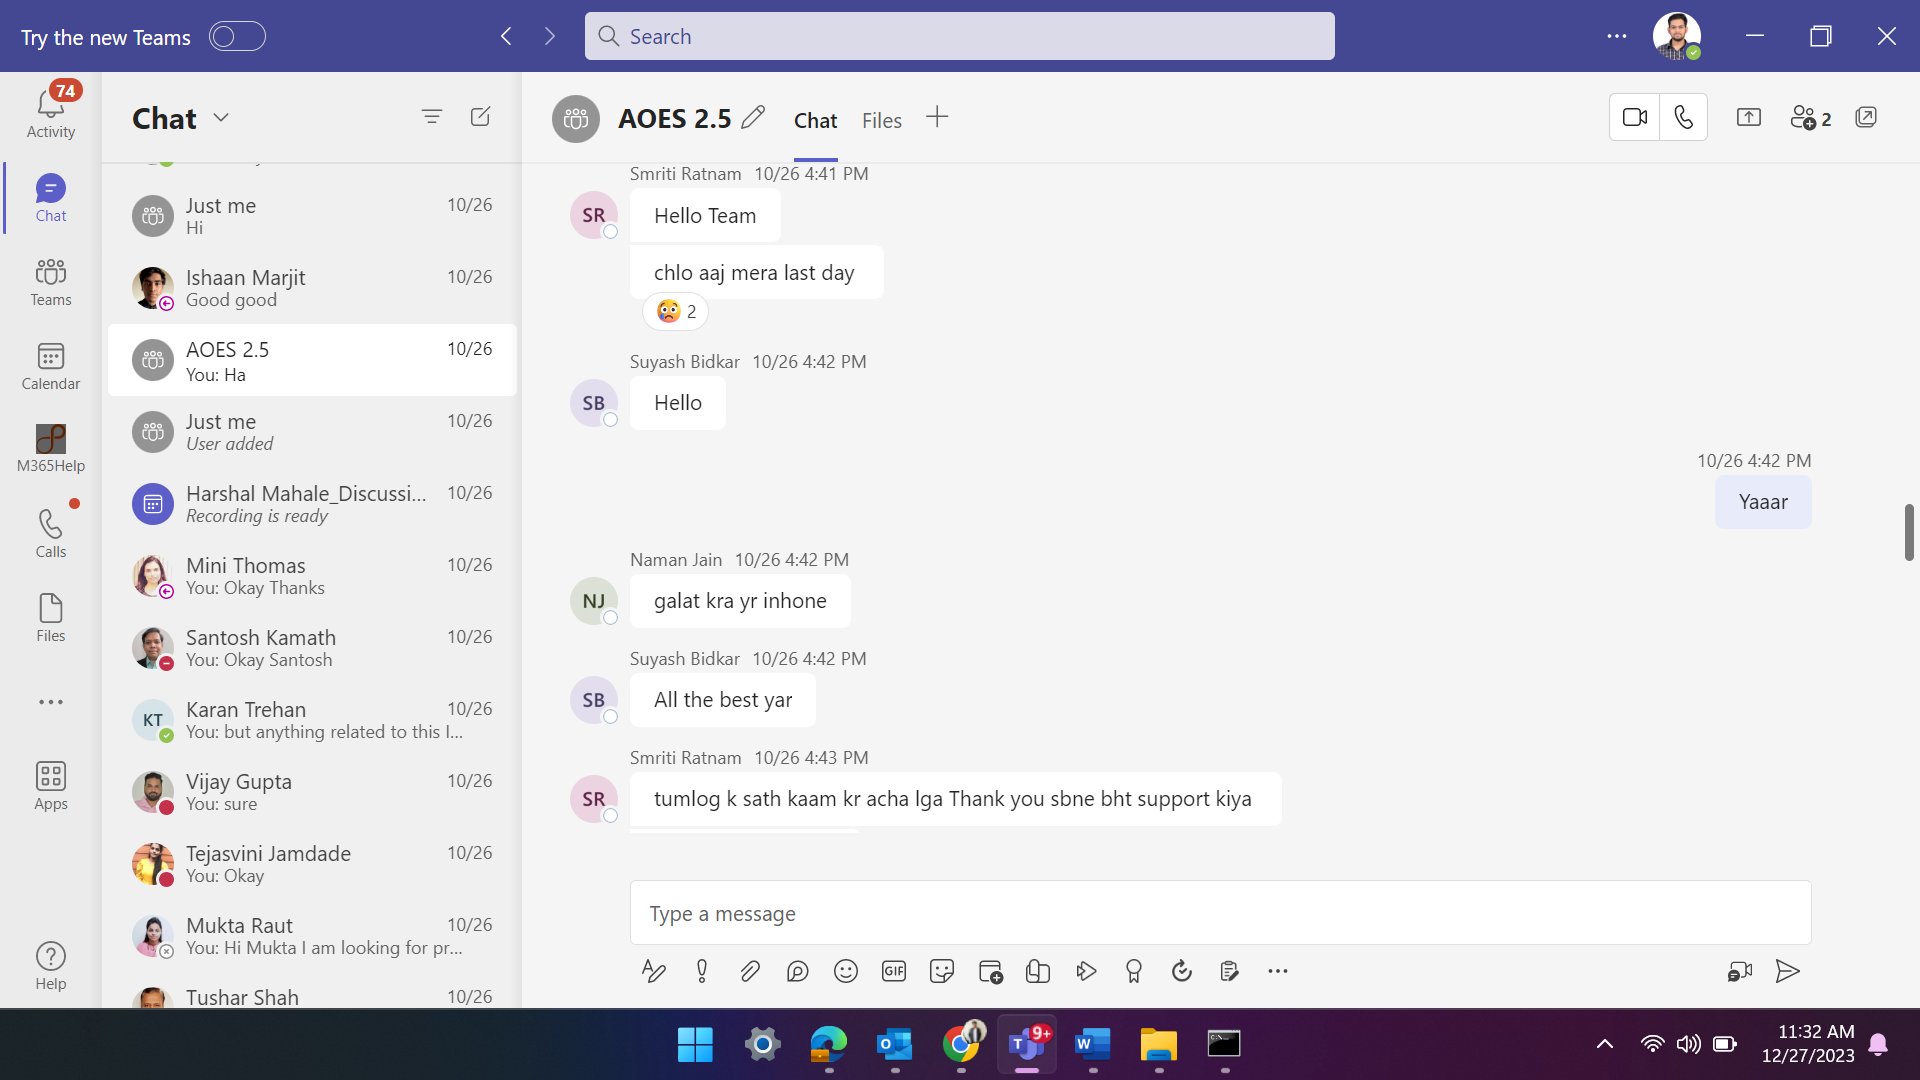 Try the new Teams
Search
74
Activity
Chat
Teams
Calendar
M365Help
Calls
Files
Apps
Help
Chat
Just me 10/26
Hi
Ishaan Marjit 10/26
Good good
AOES 2.5 10/26
You: Ha
Just me 10/26
User added
Harshal Mahale_Discussi... 10/26
Recording is ready
Mini Thomas 10/26
You: Okay Thanks
Santosh Kamath 10/26
You: Okay Santosh
KT
Karan Trehan 10/26
You: but anything related to this I...
Vijay Gupta 10/26
You: sure
Tejasvini Jamdade 10/26
You: Okay
Mukta Raut 10/26
You: Hi Mukta I am looking for pr...
Tushar Shah 10/26
AOES 2.5 Chat Files 2
Smriti Ratnam 10/26 4:41 PM
SR
Hello Team
chlo aaj mera last day
2
Suyash Bidkar 10/26 4:42 PM
SB
Hello
10/26 4:42 PM
Yaaar
Naman Jain 10/26 4:42 PM
NJ
galat kra yr inhone
Suyash Bidkar 10/26 4:42 PM
SB
All the best yar
Smriti Ratnam 10/26 4:43 PM
SR
tumlog k sath kaam kr acha lga Thank you sbne bht support kiya
Type a message
GIF
9+
11:32 AM
12/27/2023